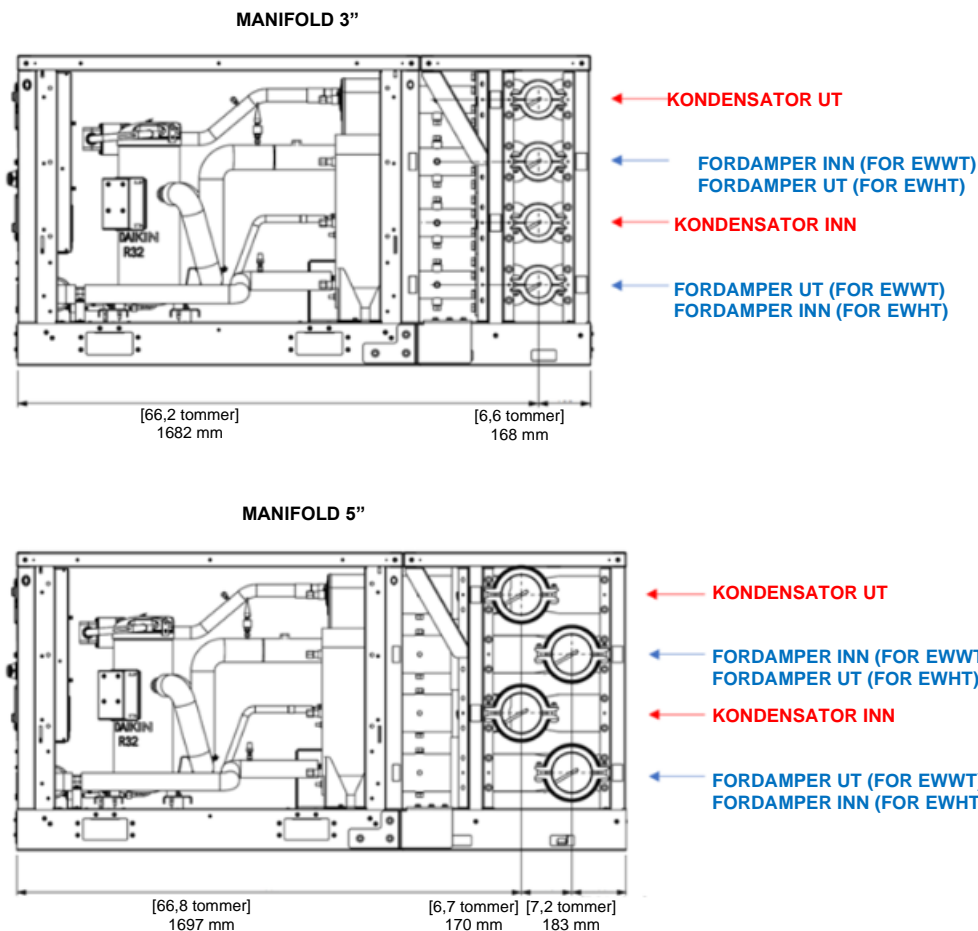 MANIFOLD 3”
KONDENSATOR UT
FORDAMPER INN (FOR EWWT)
FORDAMPER UT (FOR EWHT)
KONDENSATOR INN
FORDAMPER UT (FOR EWWT)
FORDAMPER INN (FOR EWHT)
DAIKIN
R32
[66,2 tommer]
1682 mm
[6,6 tommer]
168 mm
MANIFOLD 5”
KONDENSATOR UT
FORDAMPER INN (FOR EWWT
FORDAMPER UT (FOR EWHT)
KONDENSATOR INN
FORDAMPER UT (FOR EWWT
FORDAMPER INN (FOR EWHT
DAIKIN
R32
[66,8 tommer]
1697 mm
[6,7 tommer]
170 mm
[7,2 tommer]
183 mm